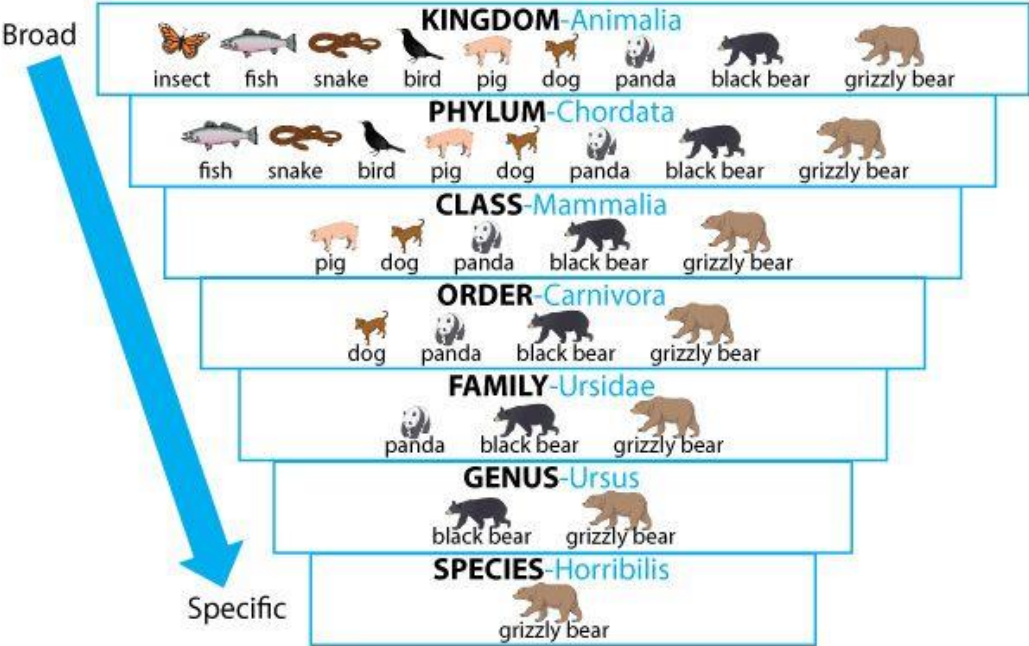 Broad
KINGDOM-Animalia
insect fish snake bird pig dog panda black bear grizzly bear
PHYLUM-Chordata
fish snake bird pig dog panda black bear grizzly bear
CLASS-Mammalia
pig dog panda black bear grizzly bear
ORDER-Carnivora
dog panda black bear grizzly bear
FAMILY-Ursidae
panda black bear grizzly bear
GENUS-Ursus
black bear grizzly bear
SPECIES-Horribilis
Specific
grizzly bear